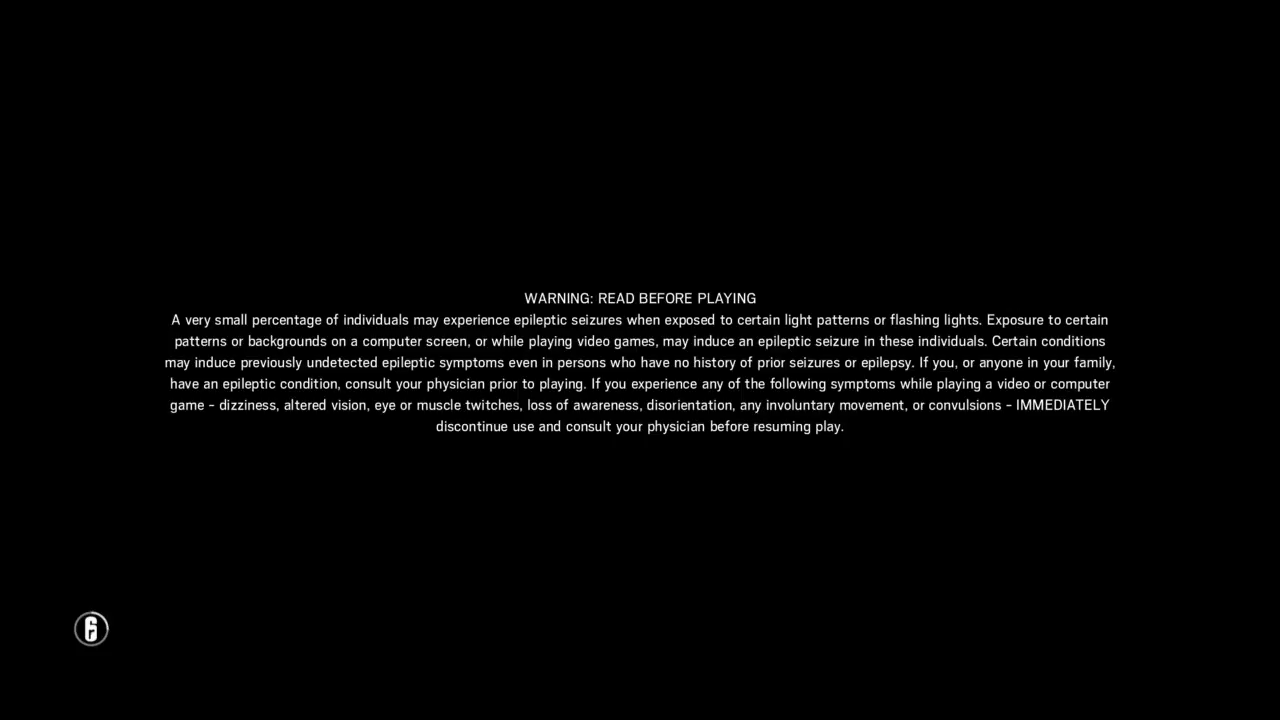 WARNING: READ BEFORE PLAYING
A very small percentage of individuals may experience epileptic seizures when exposed to certain light patterns or flashing lights. Exposure to certain
patterns or backgrounds on a computer screen, or while playing video games, may induce an epileptic seizure in these individuals. Certain conditions
may induce previously undetected epileptic symptoms even in persons who have no history of prior seizures or epilepsy. If you, or anyone in your family,
have an epileptic condition, consult your physician prior to playing. If you experience any of the following symptoms while playing a video or computer
game - dizziness, altered vision, eye or muscle twitches, loss of awareness, disorientation, any involuntary movement, or convulsions - IMMEDIATELY
discontinue use and consult your physician before resuming play.
6